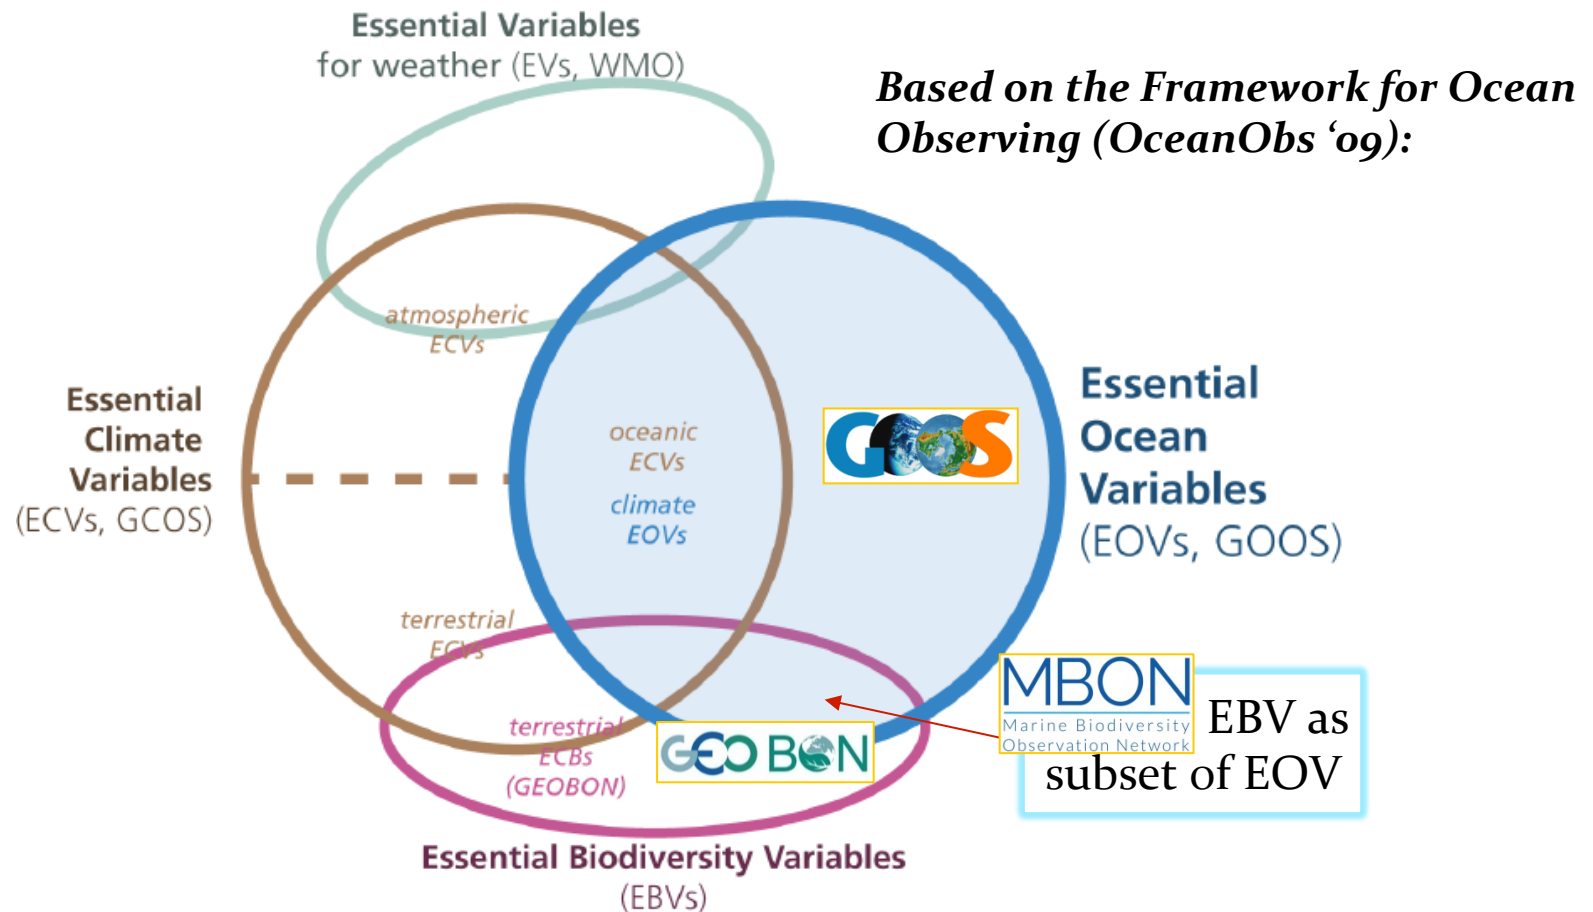 Essential Variables
for weather (EVs, WMO)
Based on the Framework for Ocean
Observing (OceanObs ‘09):
atmospheric
ECVs
Essential
Climate
Variables
(ECVs, GCOS)
oceanic
ECVs
climate
EOVs
GOOS
Essential
Ocean
Variables
(EOVs, GOOS)
terrestrial
ECVs
terrestrial
ECBs
(GEOBON)
GEO BON
MBON
Marine Biodiversity
Observation Network
EBV as
subset of EOV
Essential Biodiversity Variables
(EBVs)